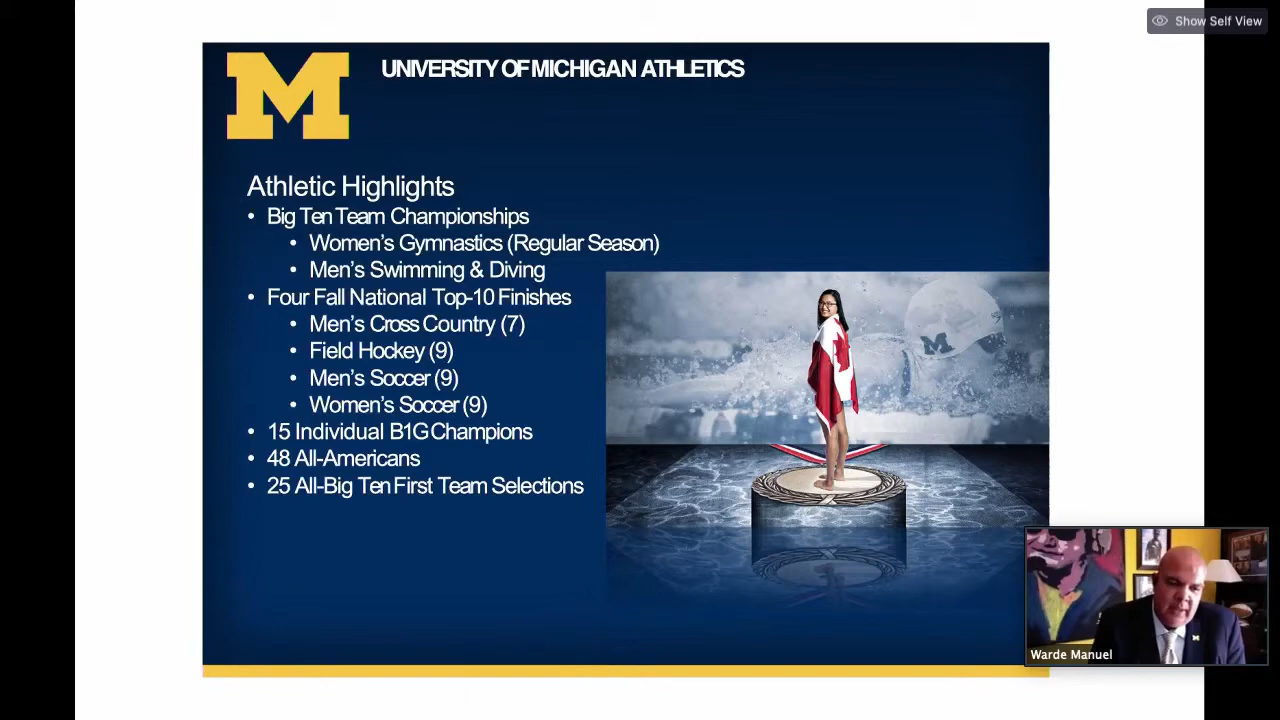 Show Self View
M
UNIVERSITY OF MICHIGAN ATHLETICS
Athletic Highlights
• Big Ten Team Championships
• Women's Gymnastics (Regular Season)
• Men's Swimming & Diving
• Four Fall National Top-10 Finishes
• Men's Cross Country (7)
• Field Hockey (9)
• Men's Soccer (9)
• Women's Soccer (9)
• 15 Individual B1G Champions
• 48 All-Americans
• 25 All-Big Ten First Team Selections
M
Warde Manuel